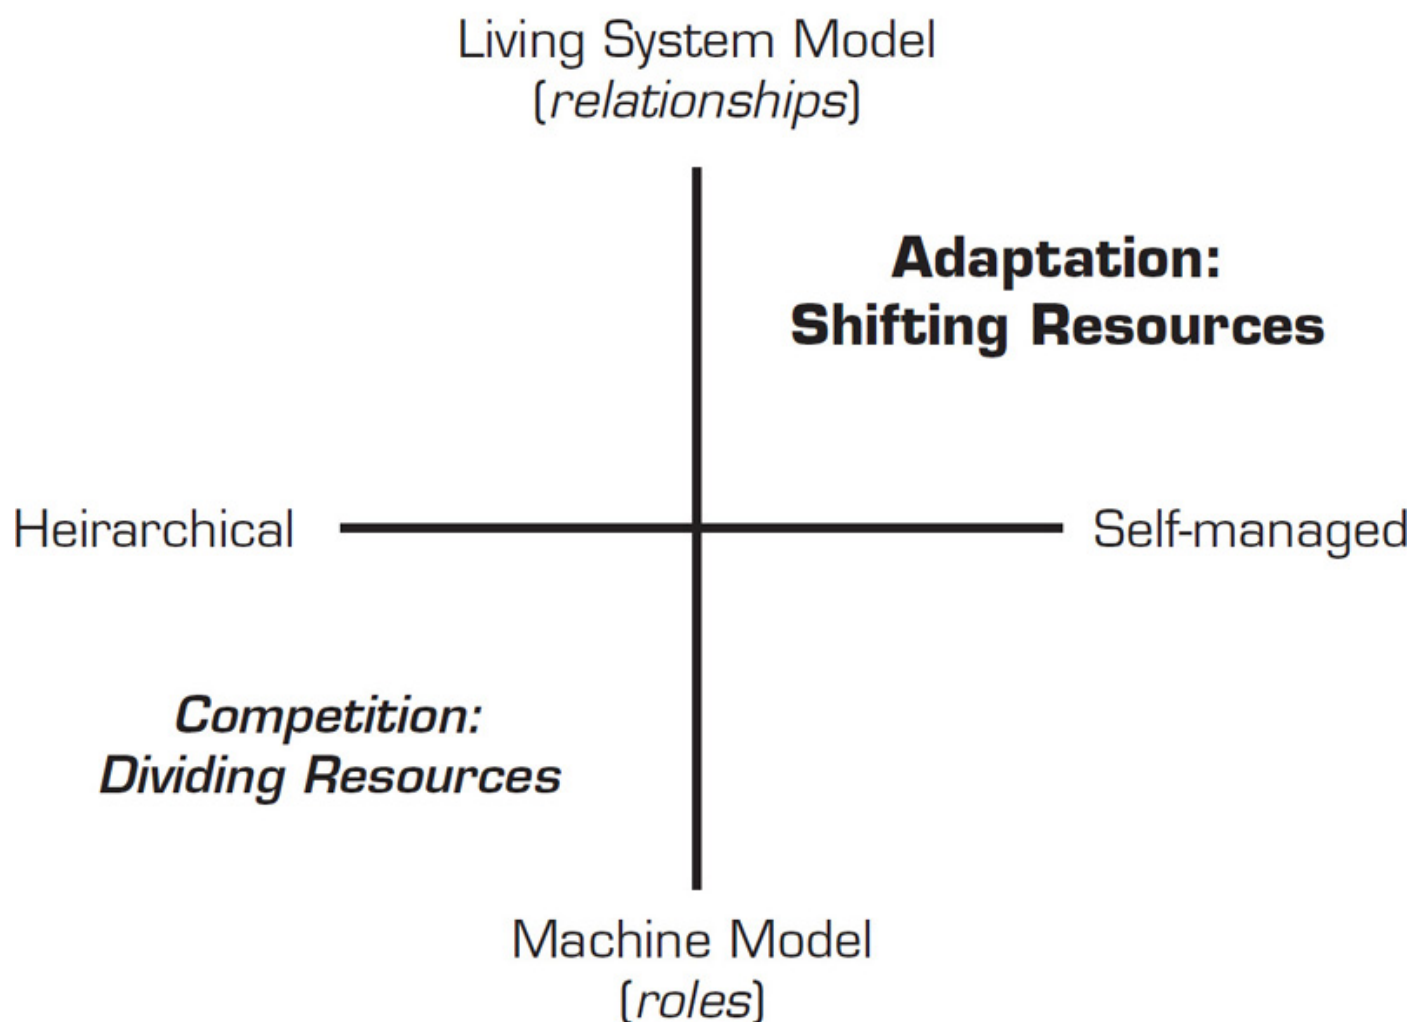 Living System Model
(relationships)
Adaptation:
Shifting Resources
Heirarchical
Self-managed
Competition:
Dividing Resources
Machine Model
(roles)